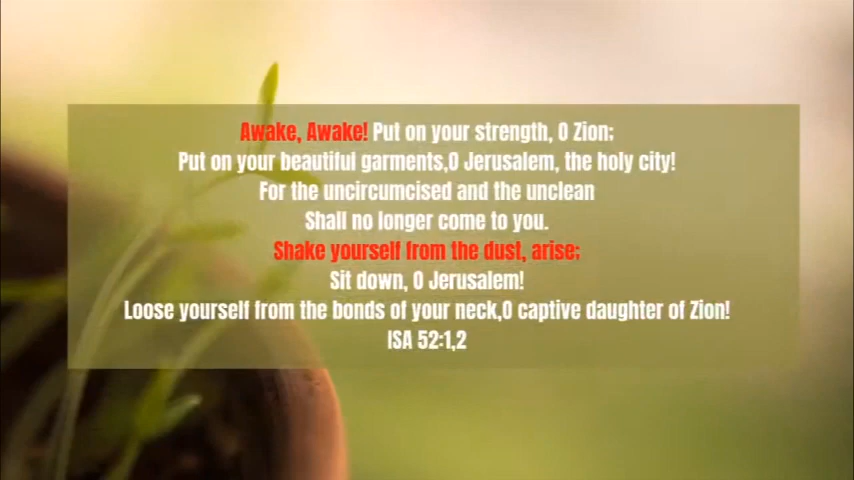 Awake, Awake! Put on your strength, O Zion;
Put on your beautiful garments,O Jerusalem, the holy city!
For the uncircumcised and the unclean
Shall no longer come to you.
Shake yourself from the dust, arise;
Sit down, O Jerusalem!
Loose yourself from the bonds of your neck,O captive daughter of Zion!
ISA 52:1,2